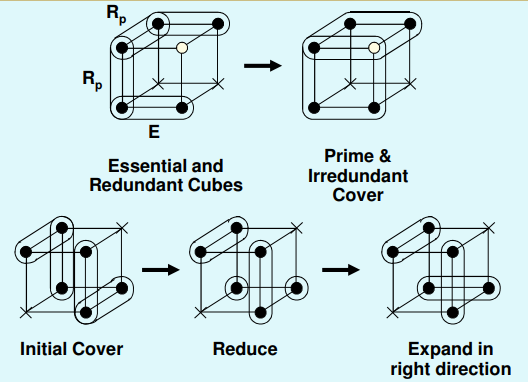 Rp
Rp
E
Essential and
Redundant Cubes
Prime &
Irredundant
Cover
Initial Cover
Reduce
Expand in
right direction